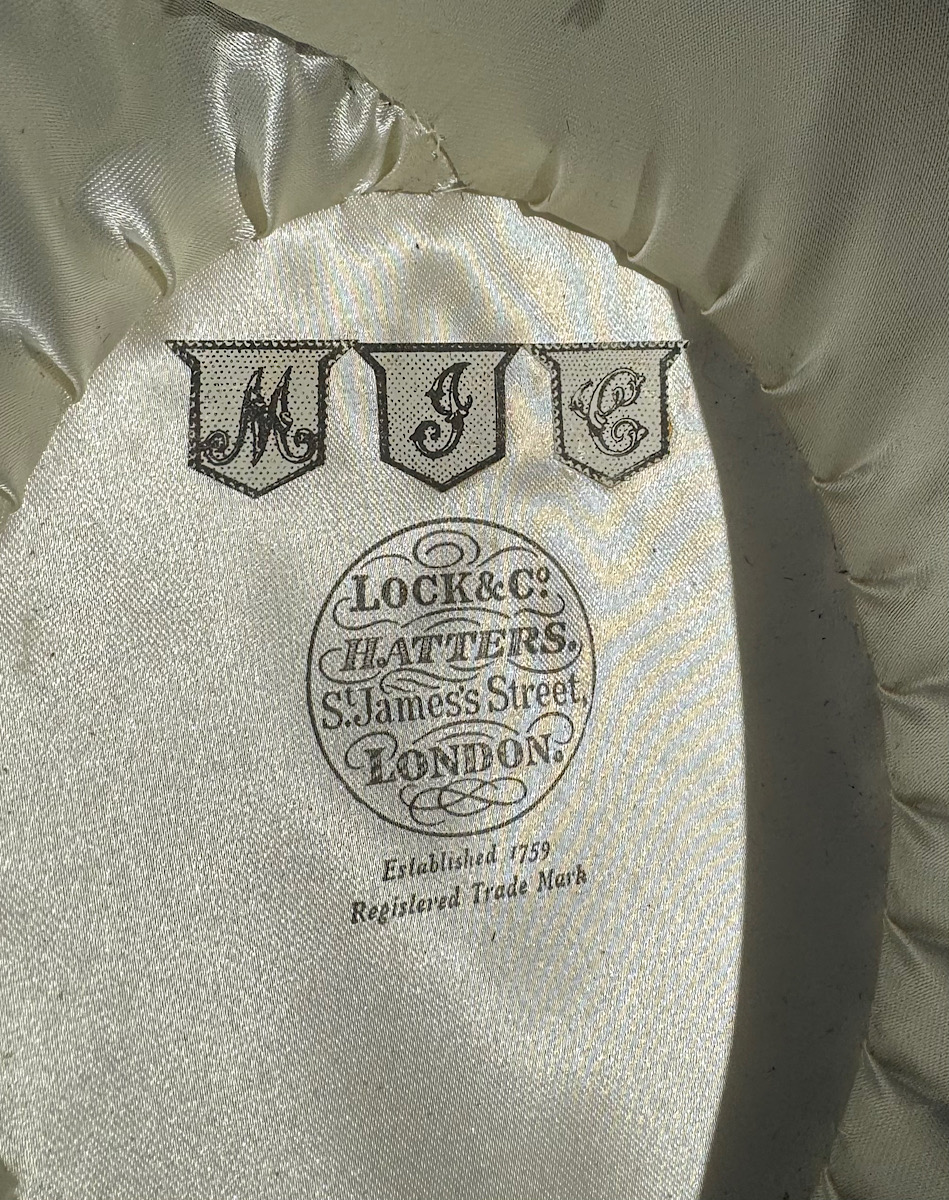 M J C
LOCK & Co.
HATTERS.
St. James's Street,
LONDON.
Established 1759
Registered Trade Mark